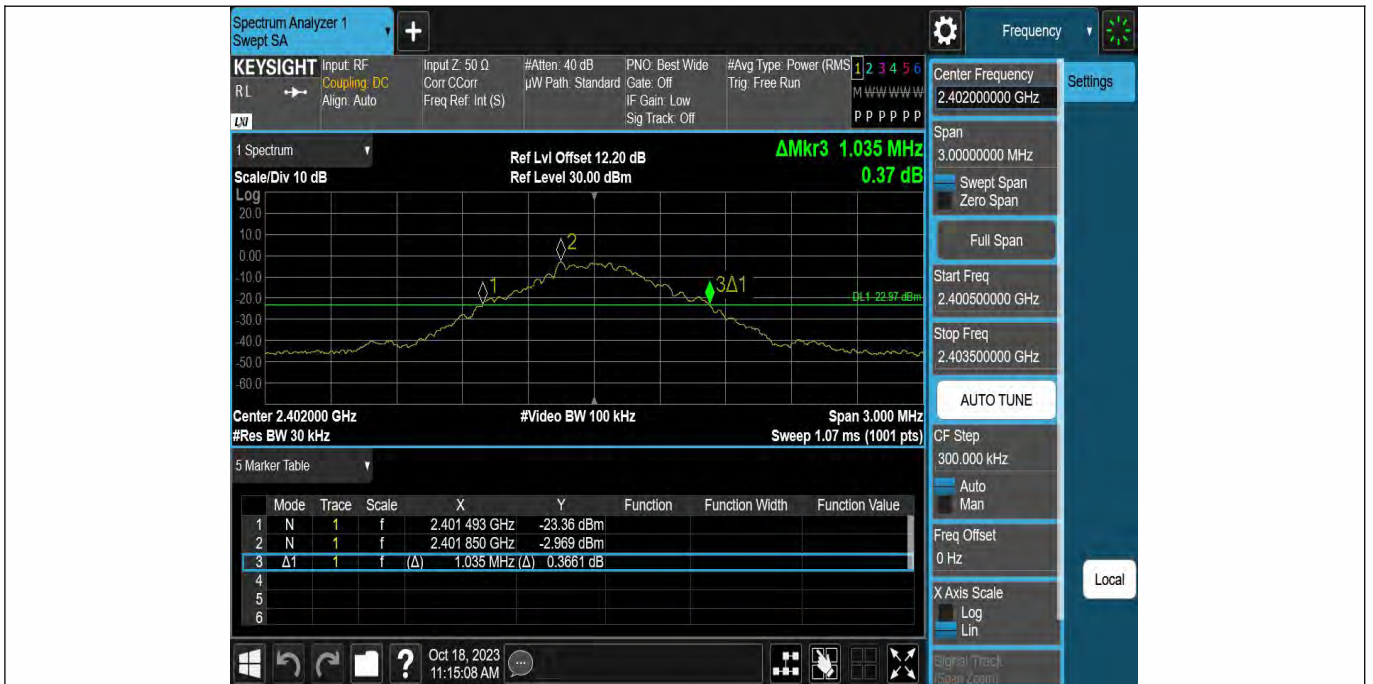 Spectrum Analyzer 1
Swept SA
+
Frequency
KEYSIGHT
RL
LXI
Input: RF
Coupling: DC
Align: Auto
Input Z: 50 Ω
Corr CCorr
Freq Ref: Int (S)
#Atten: 40 dB
µW Path: Standard
PNO: Best Wide
Gate: Off
IF Gain: Low
Sig Track: Off
#Avg Type: Power (RMS
Trig: Free Run
1 2 3 4 5 6
M W W W W W
P P P P P P
1 Spectrum
Scale/Div 10 dB
Ref Lvl Offset 12.20 dB
Ref Level 30.00 dBm
ΔMkr3 1.035 MHz
0.37 dB
Log
20.0
10.0
0.00
-10.0
-20.0
-30.0
-40.0
-50.0
-60.0
1
2
3Δ1
DL1 -22.97 dBm
Center 2.402000 GHz
#Video BW 100 kHz
Span 3.000 MHz
#Res BW 30 kHz
Sweep 1.07 ms (1001 pts)
5 Marker Table
Mode Trace Scale X Y Function Function Width Function Value
1 N 1 f 2.401 493 GHz -23.36 dBm
2 N 1 f 2.401 850 GHz -2.969 dBm
3 Δ1 1 f (Δ) 1.035 MHz (Δ) 0.3661 dB
4
5
6
?
Oct 18, 2023
11:15:08 AM
Center Frequency
2.402000000 GHz
Settings
Span
3.00000000 MHz
Swept Span
Zero Span
Full Span
Start Freq
2.400500000 GHz
Stop Freq
2.403500000 GHz
AUTO TUNE
CF Step
300.000 kHz
Auto
Man
Freq Offset
0 Hz
X Axis Scale
Log
Lin
Signal Track
(Span Zoom)
Local